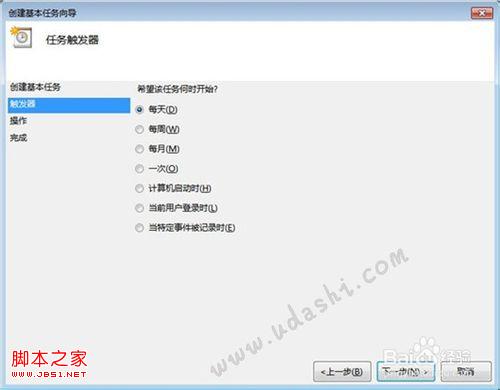 创建基本任务向导
任务触发器
创建基本任务
触发器
操作
完成
希望该任务何时开始?
每天(D)
每周(W)
每月(M)
一次(O)
计算机启动时(H)
当前用户登录时(L)
当特定事件被记录时(E)
www.udashi.com
脚本之家
WWW.JB51.NET
Baidu经验
<上一步(B)
下一步(N)>
取消